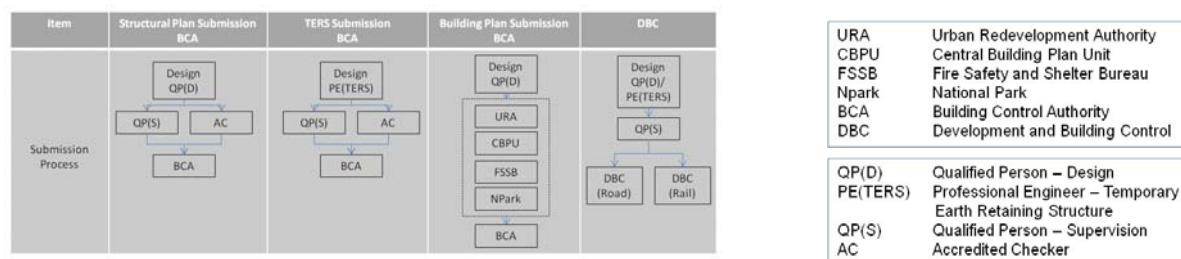 Item
Structural Plan Submission
BCA
TERS Submission
BCA
Building Plan Submission
BCA
DBC
Submission
Process
Design
QP(D)
QP(S)
AC
BCA
Design
PE(TERS)
QP(S)
AC
BCA
Design
QP(D)
URA
CBPU
FSSB
NPark
BCA
Design
QP(D)/
PE(TERS)
QP(S)
DBC
(Road)
DBC
(Rail)
URA Urban Redevelopment Authority
CBPU Central Building Plan Unit
FSSB Fire Safety and Shelter Bureau
Npark National Park
BCA Building Control Authority
DBC Development and Building Control
QP(D) Qualified Person – Design
PE(TERS) Professional Engineer – Temporary
Earth Retaining Structure
QP(S) Qualified Person – Supervision
AC Accredited Checker